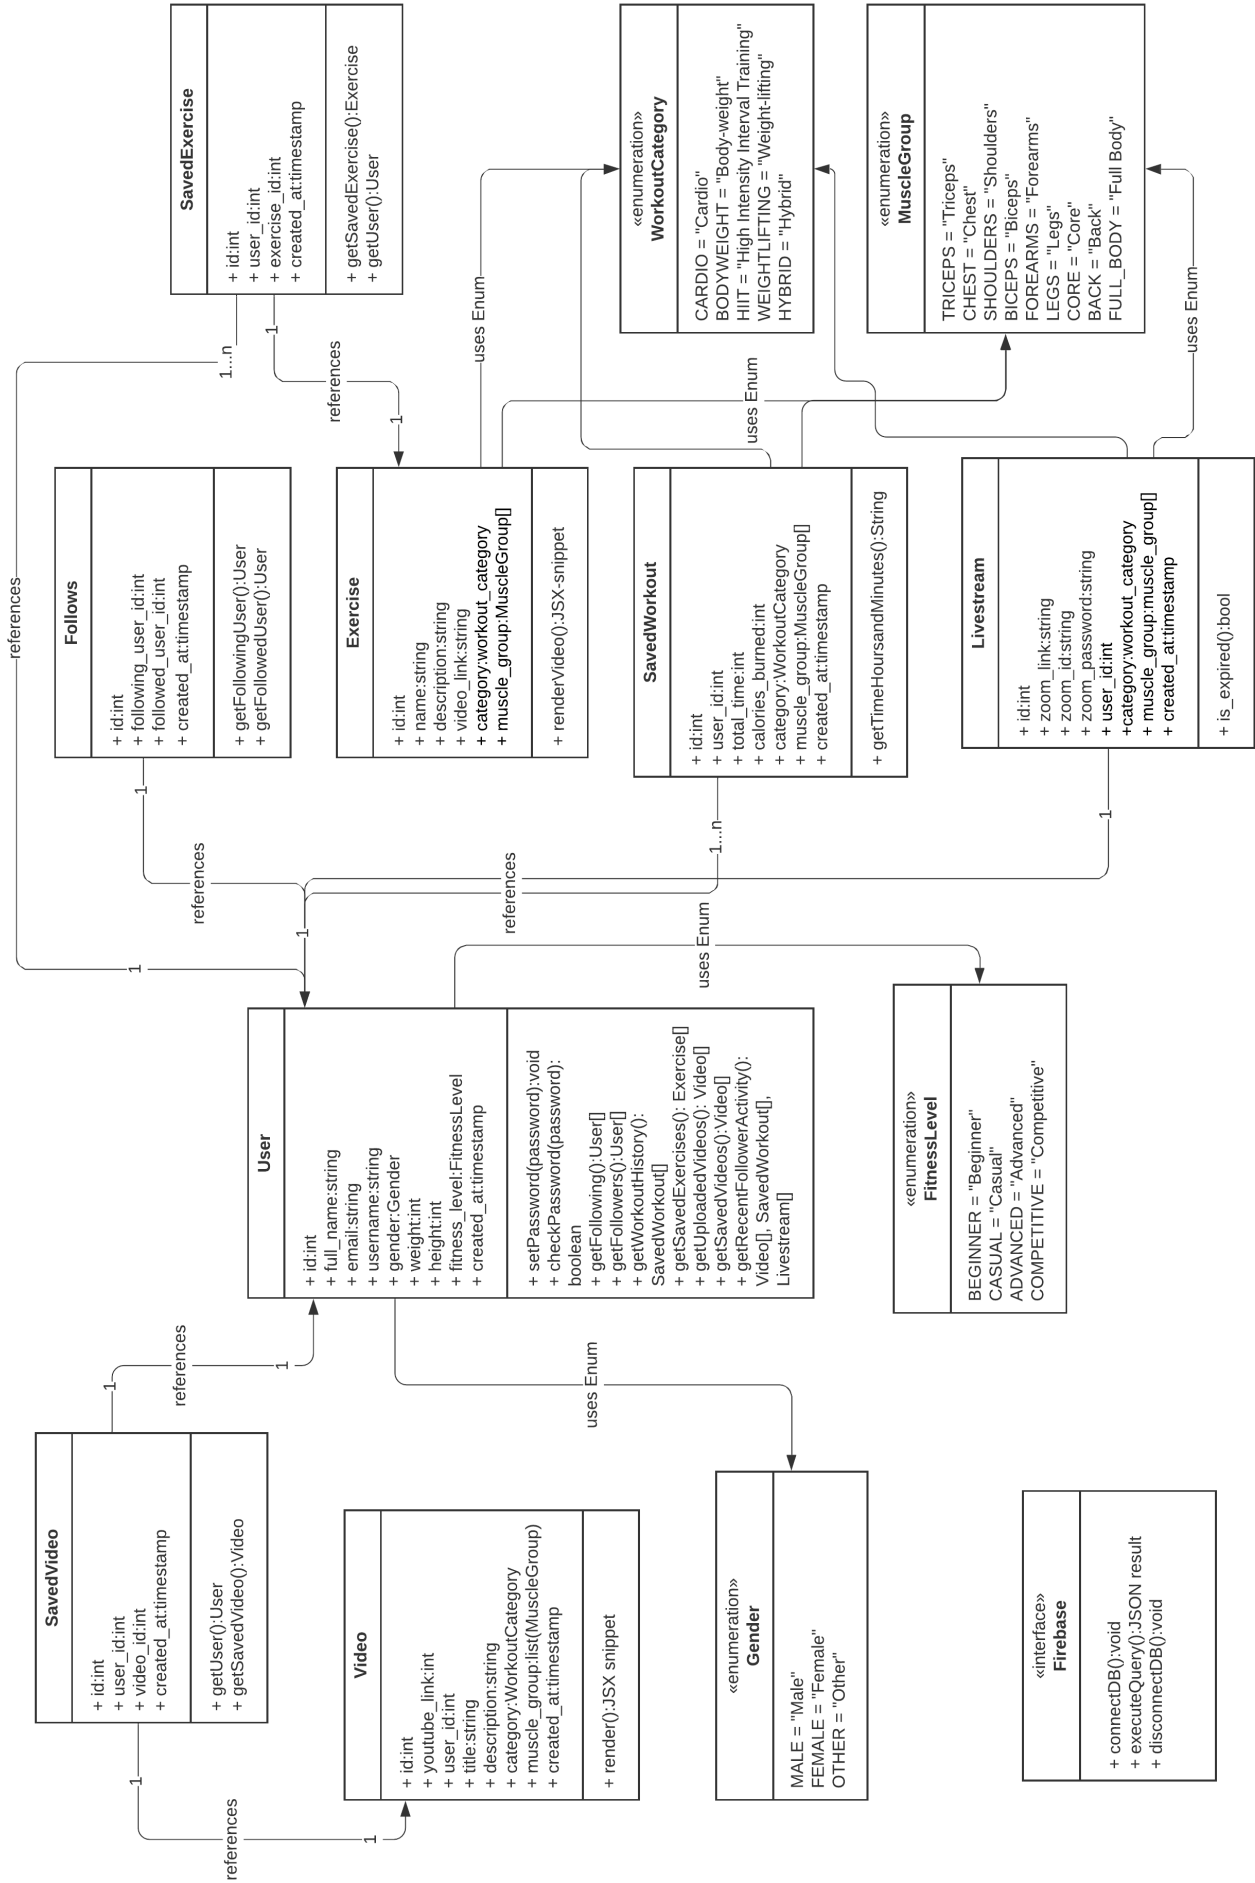 SavedVideo
+ id:int
+ user_id:int
+ video_id:int
+ created_at:timestamp
+ getUser():User
+ getSavedVideo():Video
1
references
1
1
references
1
Video
+ id:int
+ youtube_link:int
+ user_id:int
+ title:string
+ description:string
+ category:WorkoutCategory
+ muscle_group:list(MuscleGroup)
+ created_at:timestamp
+ render():JSX snippet
«enumeration»
Gender
MALE = "Male"
FEMALE = "Female"
OTHER = "Other"
«interface»
Firebase
+ connectDB():void
+ executeQuery():JSON result
+ disconnectDB():void
uses Enum
User
+ id:int
+ full_name:string
+ email:string
+ username:string
+ gender:Gender
+ weight:int
+ height:int
+ fitness_level:FitnessLevel
+ created_at:timestamp
+ setPassword(password):void
+ checkPassword(password):
boolean
+ getFollowing():User[]
+ getFollowers():User[]
+ getWorkoutHistory():
SavedWorkout[]
+ getSavedExercises(): Exercise[]
+ getUploadedVideos(): Video[]
+ getSavedVideos():Video[]
+ getRecentFollowerActivity():
Video[], SavedWorkout[],
Livestream[]
«enumeration»
FitnessLevel
BEGINNER = "Beginner"
CASUAL = "Casual"
ADVANCED = "Advanced"
COMPETITIVE = "Competitive"
uses Enum
1
1
references
references
1
references
1...n
1
Follows
+ id:int
+ following_user_id:int
+ followed_user_id:int
+ created_at:timestamp
+ getFollowingUser():User
+ getFollowedUser():User
Exercise
+ id:int
+ name:string
+ description:string
+ video_link:string
+ category:workout_category
+ muscle_group:MuscleGroup[]
+ renderVideo():JSX-snippet
SavedWorkout
+ id:int
+ user_id:int
+ total_time:int
+ calories_burned:int
+ category:WorkoutCategory
+ muscle_group:MuscleGroup[]
+ created_at:timestamp
+ getTimeHoursandMinutes():String
Livestream
+ id:int
+ zoom_link:string
+ zoom_id:string
+ zoom_password:string
+ user_id:int
+category:workout_category
+ muscle_group:muscle_group[]
+ created_at:timestamp
+ is_expired():bool
1...n
1
references
1
uses Enum
uses Enum
uses Enum
SavedExercise
+ id:int
+ user_id:int
+ exercise_id:int
+ created_at:timestamp
+ getSavedExercise():Exercise
+ getUser():User
«enumeration»
WorkoutCategory
CARDIO = "Cardio"
BODYWEIGHT = "Body-weight"
HIIT = "High Intensity Interval Training"
WEIGHTLIFTING = "Weight-lifting"
HYBRID = "Hybrid"
«enumeration»
MuscleGroup
TRICEPS = "Triceps"
CHEST = "Chest"
SHOULDERS = "Shoulders"
BICEPS = "Biceps"
FOREARMS = "Forearms"
LEGS = "Legs"
CORE = "Core"
BACK = "Back"
FULL_BODY = "Full Body"